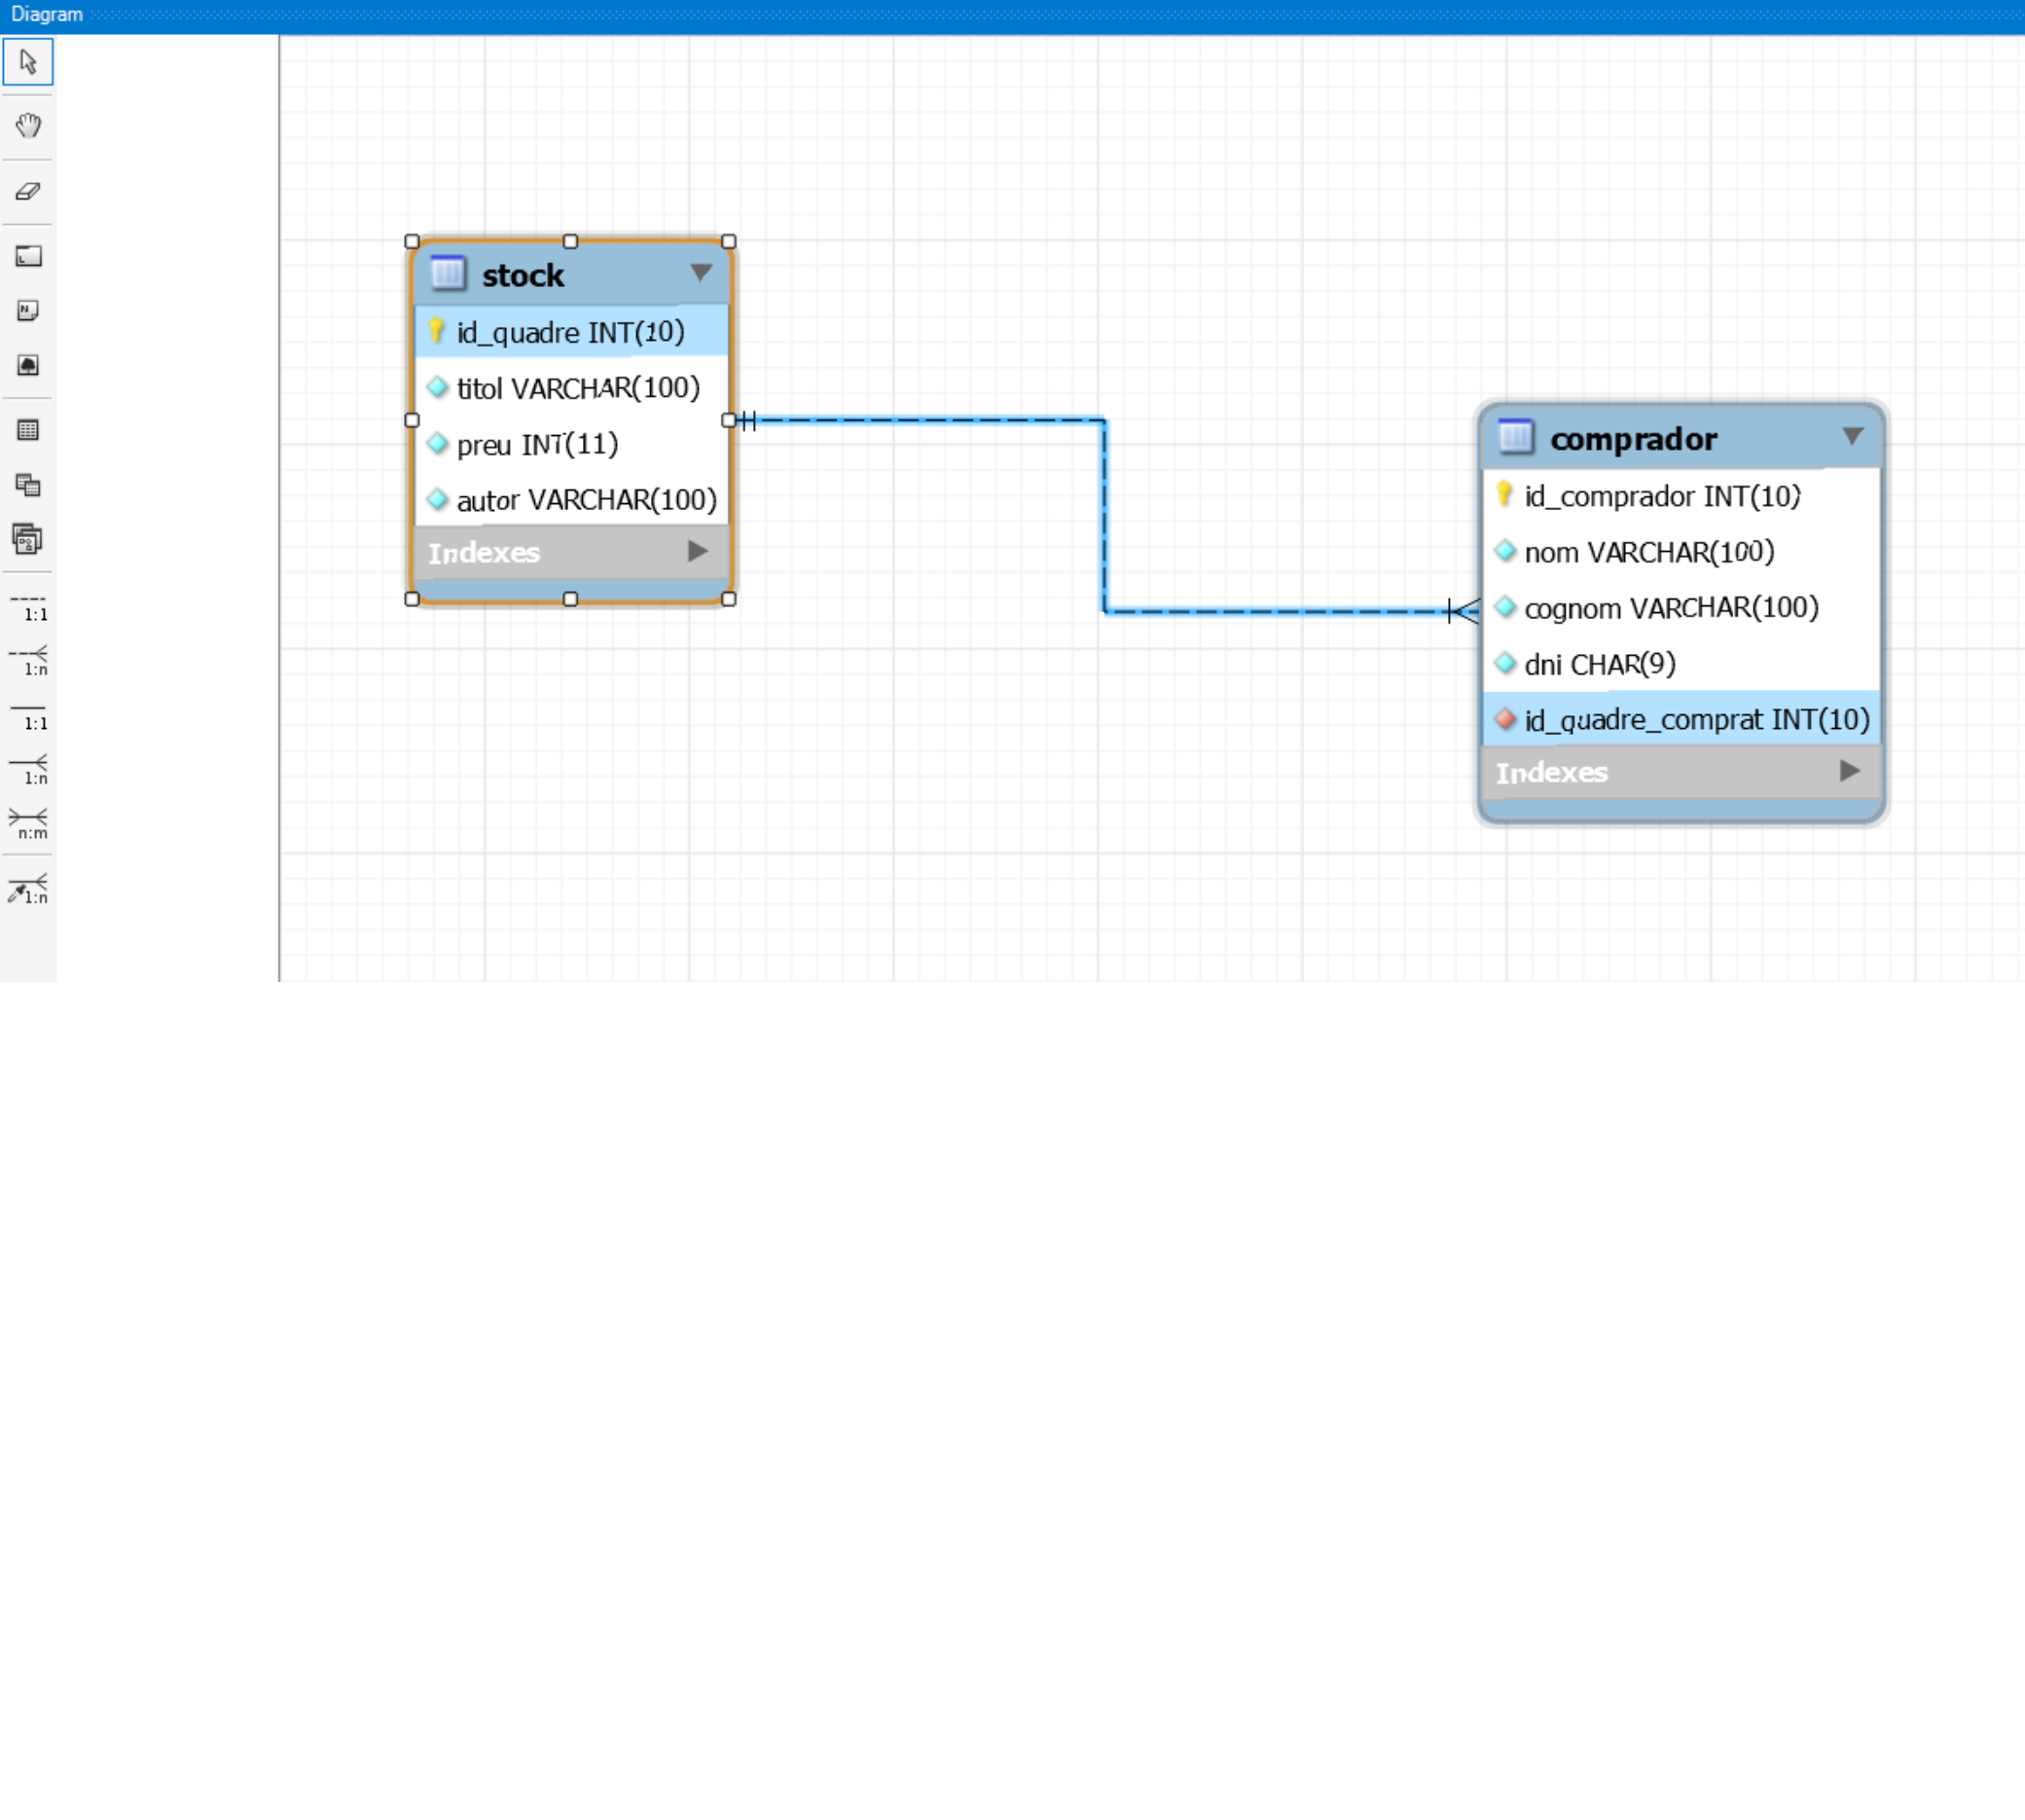 Diagram
1:1
1:n
1:1
1:n
n:m
1:n
stock
id_quadre INT(10)
titol VARCHAR(100)
preu INT(11)
autor VARCHAR(100)
Indexes
comprador
id_comprador INT(10)
nom VARCHAR(100)
cognom VARCHAR(100)
dni CHAR(9)
id_quadre_comprat INT(10)
Indexes